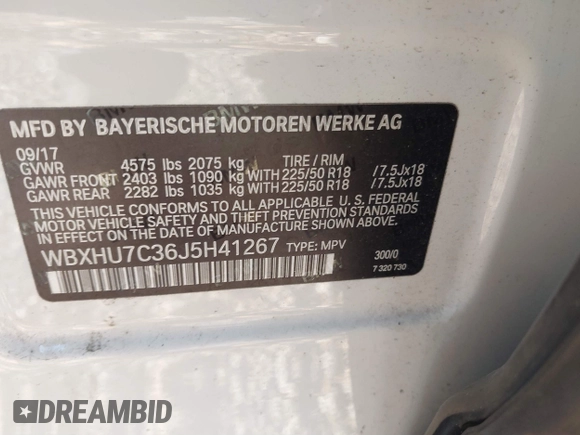 MFD BY BAYERISCHE MOTOREN WERKE AG
09/17
GVWR 4575 lbs 2075 kg TIRE / RIM
GAWR FRONT 2403 lbs 1090 kg WITH 225/50 R18 /7.5Jx18
GAWR REAR 2282 lbs 1035 kg WITH 225/50 R18 /7.5Jx18
THIS VEHICLE CONFORMS TO ALL APPLICABLE U. S. FEDERAL
MOTOR VEHICLE SAFETY, BUMPER, AND THEFT PREVENTION STANDARDS
IN EFFECT ON THE DATE OF MANUFACTURE SHOWN ABOVE.
WBXHU7C36J5H41267 TYPE: MPV
300/0
7 320 730
DREAMBID